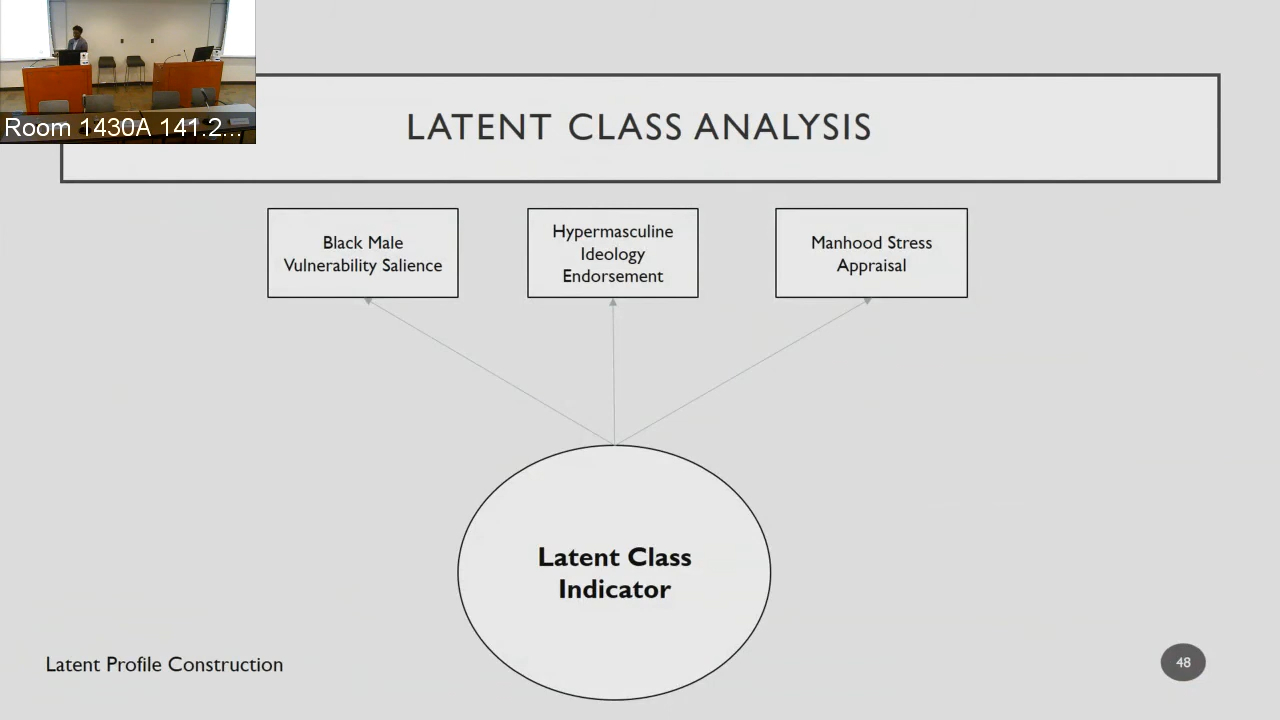 Room 1430A 141.2...
LATENT CLASS ANALYSIS
Black Male
Vulnerability Salience
Hypermasculine
Ideology
Endorsement
Manhood Stress
Appraisal
Latent Class
Indicator
Latent Profile Construction
48